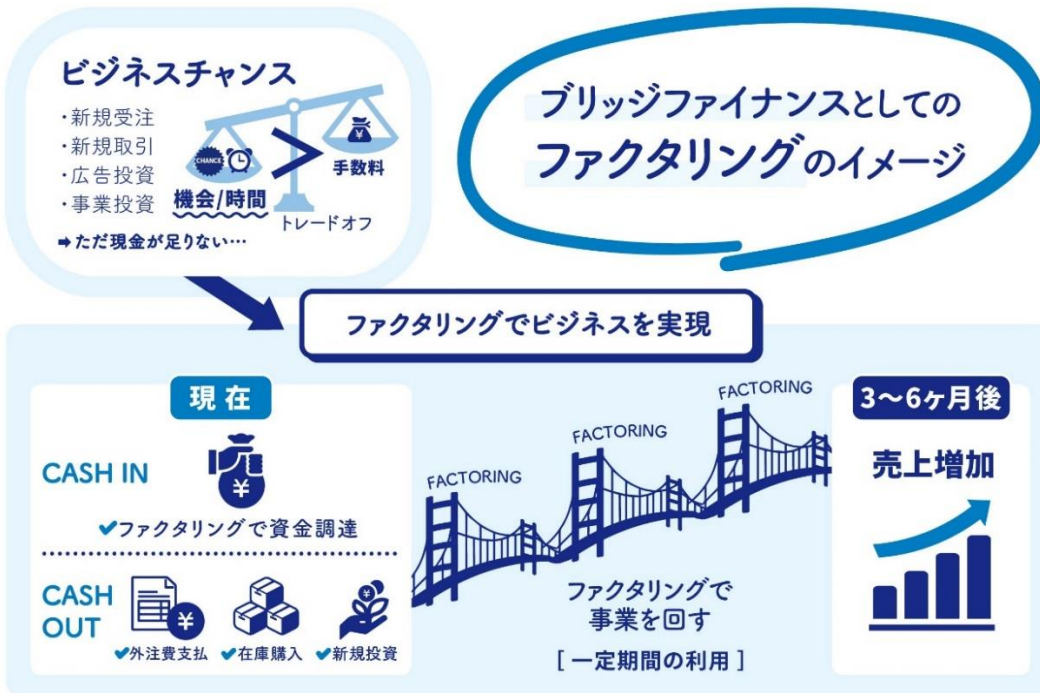 ビジネスチャンス
・新規受注
・新規取引
・広告投資
・事業投資
CHANCE
機会/時間
¥
手数料
トレードオフ
➡ただ現金が足りない…
ブリッジファイナンスとしての
ファクタリングのイメージ
ファクタリングでビジネスを実現
現在
CASH IN
¥
✔ファクタリングで資金調達
CASH
OUT
¥
¥
✔外注費支払
✔在庫購入
✔新規投資
FACTORING
FACTORING
FACTORING
ファクタリングで
事業を回す
[ 一定期間の利用 ]
3〜6ヶ月後
売上増加